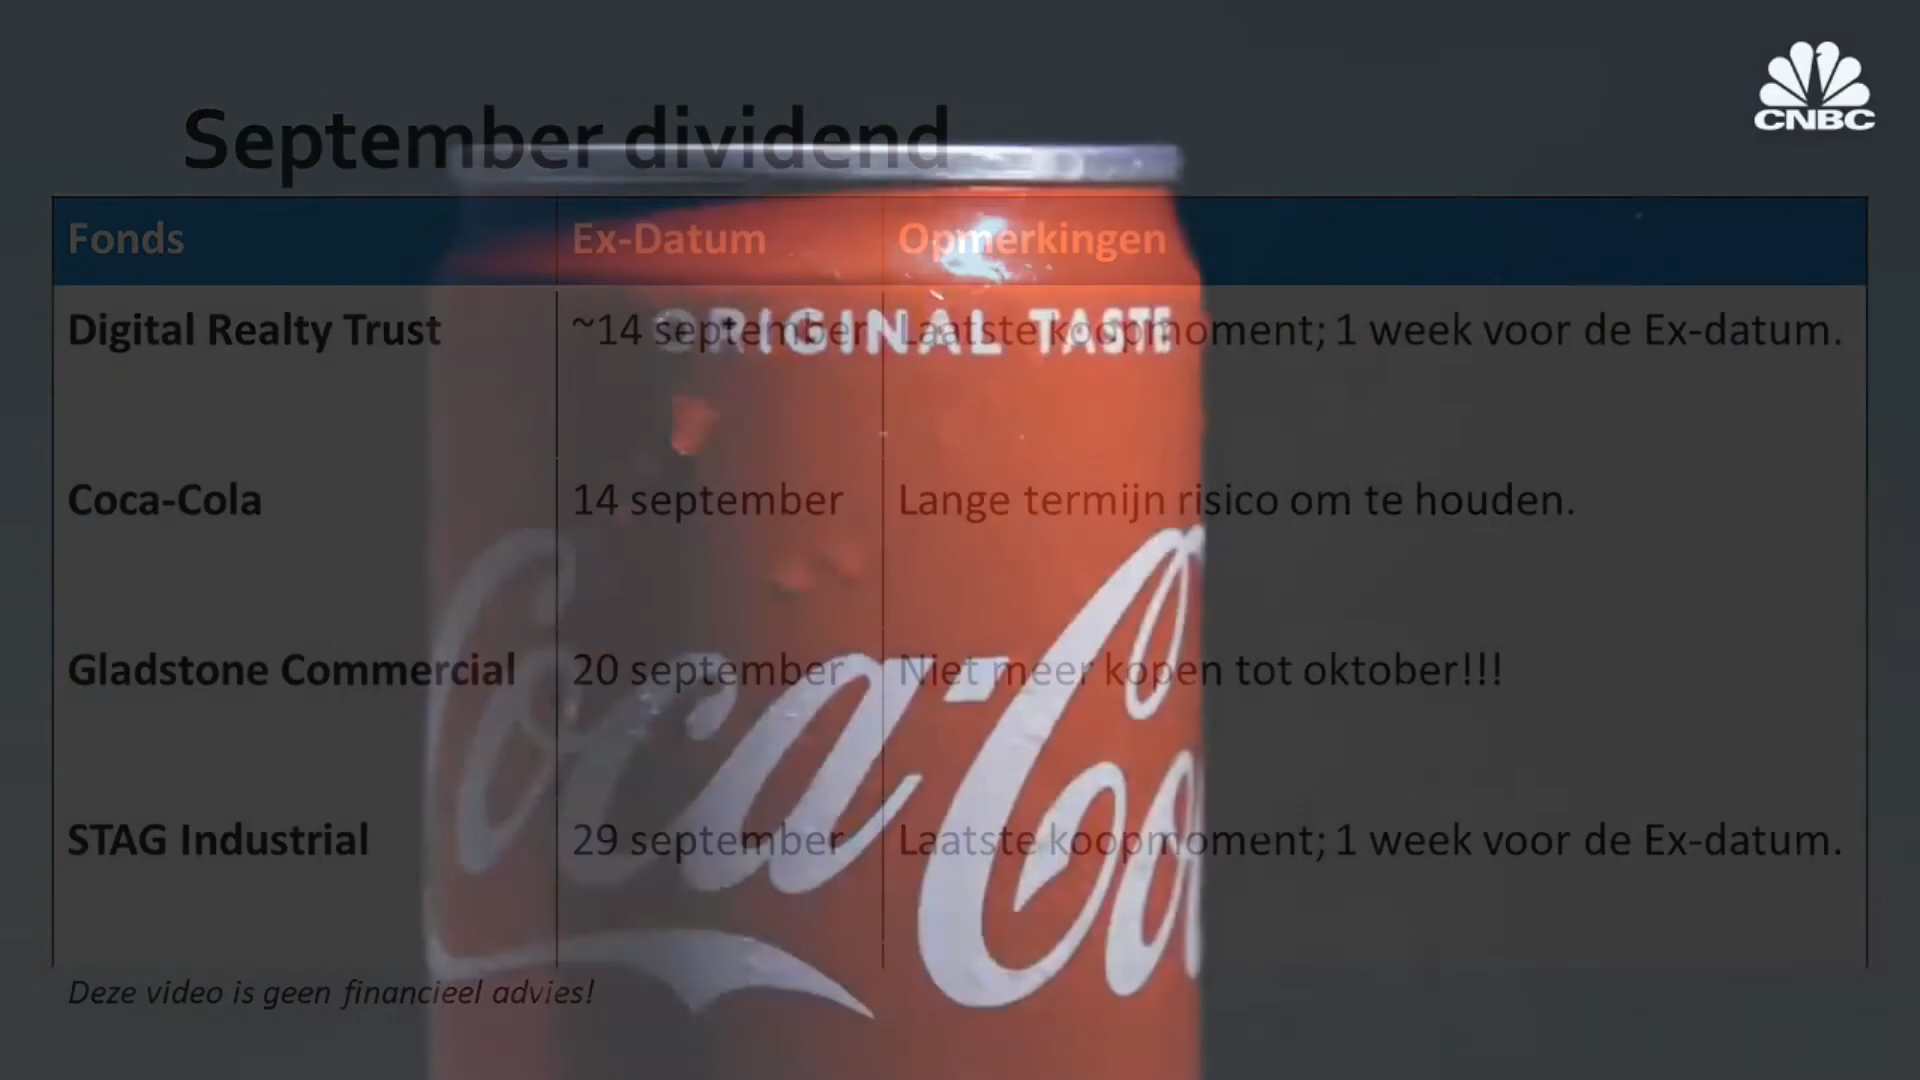 CNBC
September dividend
Fonds Ex-Datum Opmerkingen
Digital Realty Trust ~14 september Laatste koopmoment; 1 week voor de Ex-datum.
ORIGINAL TASTE
Coca-Cola 14 september Lange termijn risico om te houden.
Gladstone Commercial 20 september Niet meer kopen tot oktober!!!
Coca-Co
STAG Industrial 29 september Laatste koopmoment; 1 week voor de Ex-datum.
Deze video is geen financieel advies!